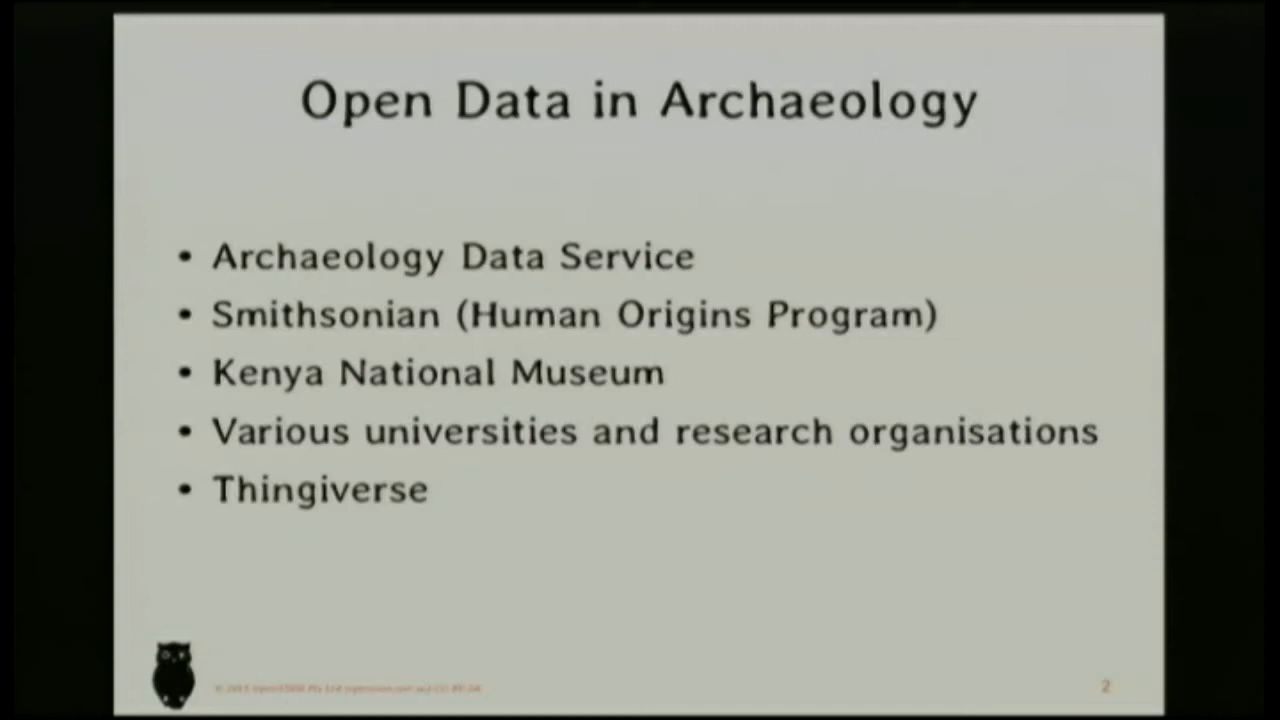 Open Data in Archaeology
• Archaeology Data Service
• Smithsonian (Human Origins Program)
• Kenya National Museum
• Various universities and research organisations
• Thingiverse
2